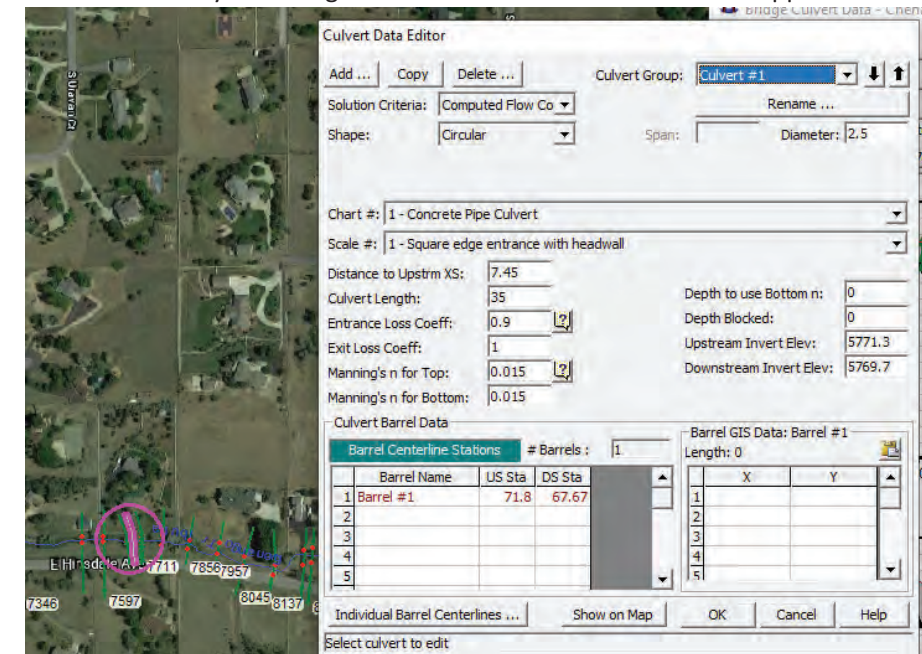 Bridge Culvert Data - Chen
Culvert Data Editor
Add ... Copy Delete ... Culvert Group: Culvert #1
Solution Criteria: Computed Flow Co Rename ...
Shape: Circular Span: Diameter: 2.5
Chart #: 1 - Concrete Pipe Culvert
Scale #: 1 - Square edge entrance with headwall
Distance to Upstrm XS: 7.45
Culvert Length: 35 Depth to use Bottom n: 0
Entrance Loss Coeff: 0.9 Depth Blocked: 0
Exit Loss Coeff: 1 Upstream Invert Elev: 5771.3
Manning's n for Top: 0.015 Downstream Invert Elev: 5769.7
Manning's n for Bottom: 0.015
Culvert Barrel Data
Barrel Centerline Stations # Barrels : 1 Barrel GIS Data: Barrel #1
Length: 0
Barrel Name US Sta DS Sta X Y
1 Barrel #1 71.8 67.67 1
2 2
3 3
4 4
5 5
Individual Barrel Centerlines ... Show on Map OK Cancel Help
Select culvert to edit
7711 7856 7957
7346 7597 8045 8137